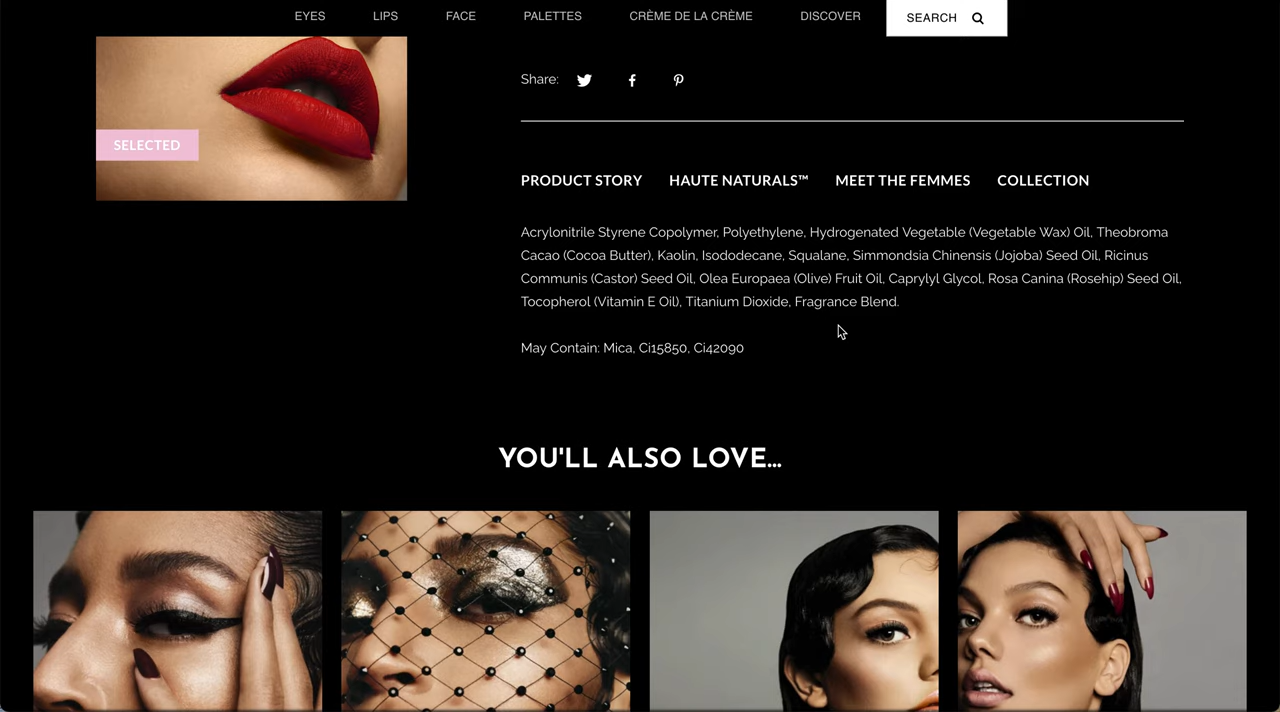 EYES LIPS FACE PALETTES CRÈME DE LA CRÈME DISCOVER SEARCH
Share:
SELECTED
PRODUCT STORY HAUTE NATURALS™ MEET THE FEMMES COLLECTION
Acrylonitrile Styrene Copolymer, Polyethylene, Hydrogenated Vegetable (Vegetable Wax) Oil, Theobroma
Cacao (Cocoa Butter), Kaolin, Isododecane, Squalane, Simmondsia Chinensis (Jojoba) Seed Oil, Ricinus
Communis (Castor) Seed Oil, Olea Europaea (Olive) Fruit Oil, Caprylyl Glycol, Rosa Canina (Rosehip) Seed Oil,
Tocopherol (Vitamin E Oil), Titanium Dioxide, Fragrance Blend.
May Contain: Mica, Ci15850, Ci42090
YOU'LL ALSO LOVE...